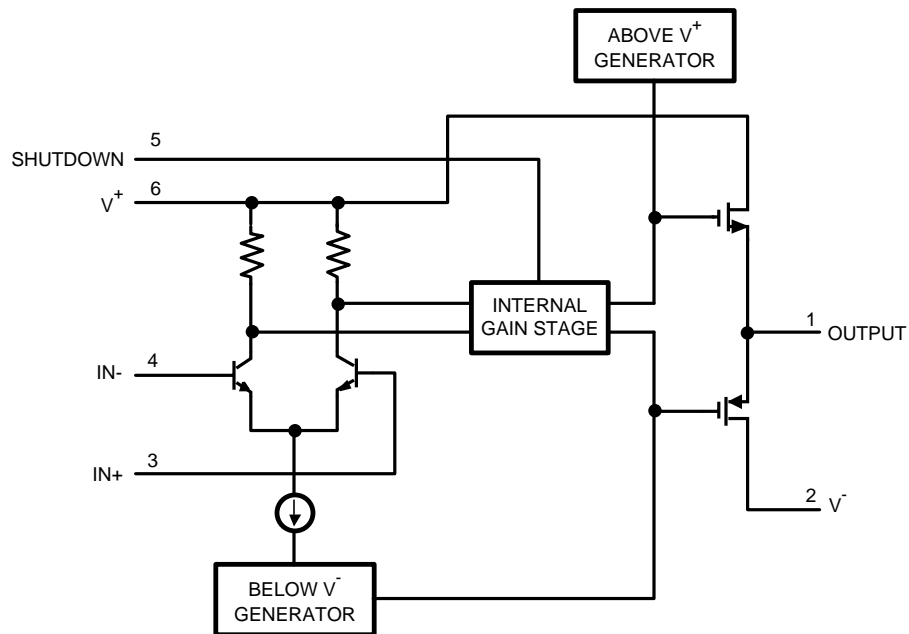 ABOVE V+
GENERATOR
5
SHUTDOWN
6
V+
INTERNAL
GAIN STAGE
1
OUTPUT
4
IN-
3
IN+
2
V-
BELOW V-
GENERATOR